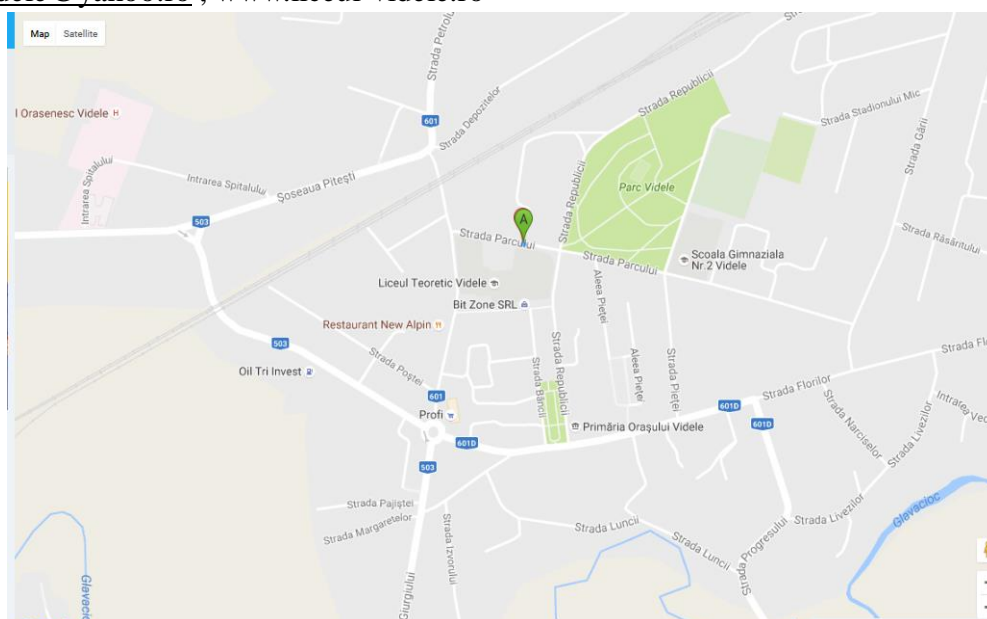 Map Satellite
Strada Petrol
Strada Republicii
l Orasenesc Videle
601
Strada Depozitelor
Strada Stadionului Mic
Strada Gării
Intrarea Spitalului
Intrarea Spitalului
Șoseaua Pitești
Strada Republicii
Parc Videle
503
A
Strada Parcului
Strada Răsăritului
Strada Parcului
Scoala Gimnaziala
Nr.2 Videle
Liceul Teoretic Videle
Aleea Pieței
Bit Zone SRL
Restaurant New Alpin
503
Strada Poștei
Strada Băncii
Strada Republicii
Aleea Pieței
Strada Pieței
Strada Fl
Oil Tri Invest
Strada Florilor
601
Profi
601D
Intrarea Vec
601D
Primăria Orașului Videle
601D
Strada Narciselor
Strada Livezilor
503
Strada Pajiștei
Strada Margaretelor
Strada Izvorului
Strada Luncii
Strada Luncii
Strada Progresului
Strada Livezilor
Glavacioc
Glavacioc
Giurgiului